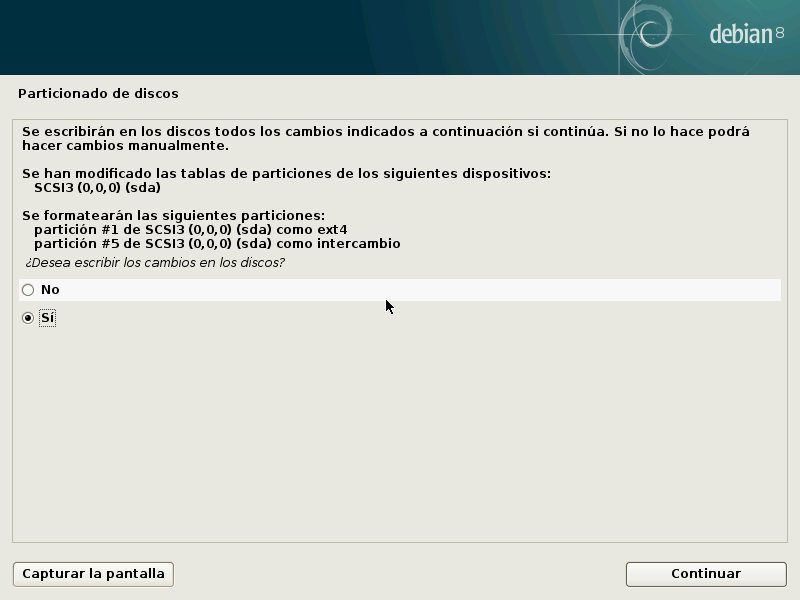 debian 8
Particionado de discos
Se escribirán en los discos todos los cambios indicados a continuación si continúa. Si no lo hace podrá
hacer cambios manualmente.
Se han modificado las tablas de particiones de los siguientes dispositivos:
SCSI3 (0,0,0) (sda)
Se formatearán las siguientes particiones:
partición #1 de SCSI3 (0,0,0) (sda) como ext4
partición #5 de SCSI3 (0,0,0) (sda) como intercambio
¿Desea escribir los cambios en los discos?
No
Sí
Capturar la pantalla
Continuar